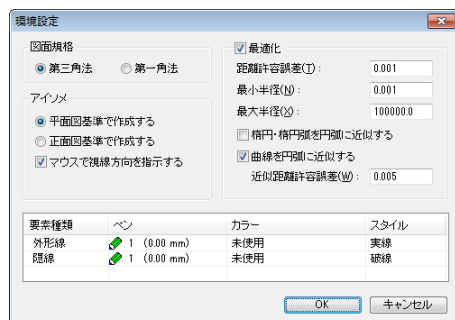 環境設定
図面規格
第三角法 第一角法
アイソメ
平面図基準で作成する
正面図基準で作成する
マウスで視線方向を指示する
最適化
距離許容誤差(T): 0.001
最小半径(N): 0.001
最大半径(X): 100000.0
楕円・楕円弧を円弧に近似する
曲線を円弧に近似する
近似距離許容誤差(W): 0.005
要素種類 ペン カラー スタイル
外形線 1 (0.00 mm) 未使用 実線
隠線 1 (0.00 mm) 未使用 破線
OK キャンセル